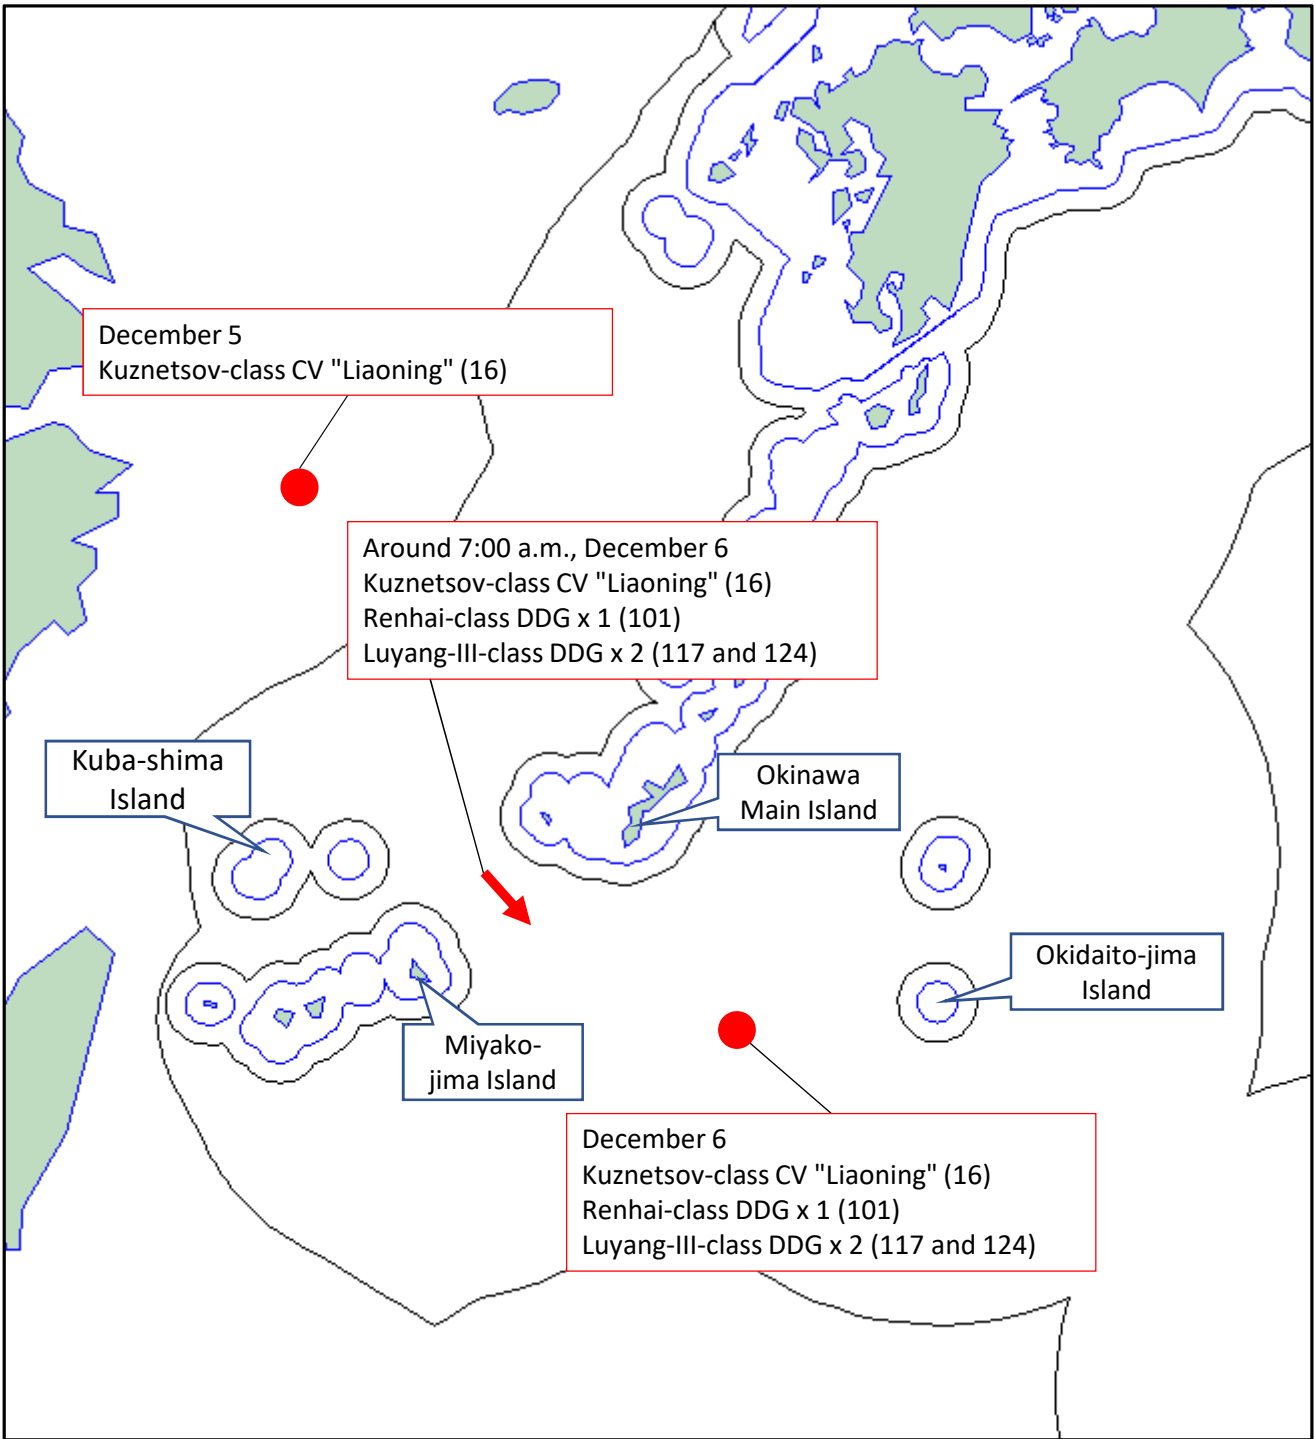 December 5
Kuznetsov-class CV "Liaoning" (16)
Around 7:00 a.m., December 6
Kuznetsov-class CV "Liaoning" (16)
Renhai-class DDG x 1 (101)
Luyang-III-class DDG x 2 (117 and 124)
Kuba-shima
Island
Okinawa
Main Island
Okidaito-jima
Island
Miyako-
jima Island
December 6
Kuznetsov-class CV "Liaoning" (16)
Renhai-class DDG x 1 (101)
Luyang-III-class DDG x 2 (117 and 124)